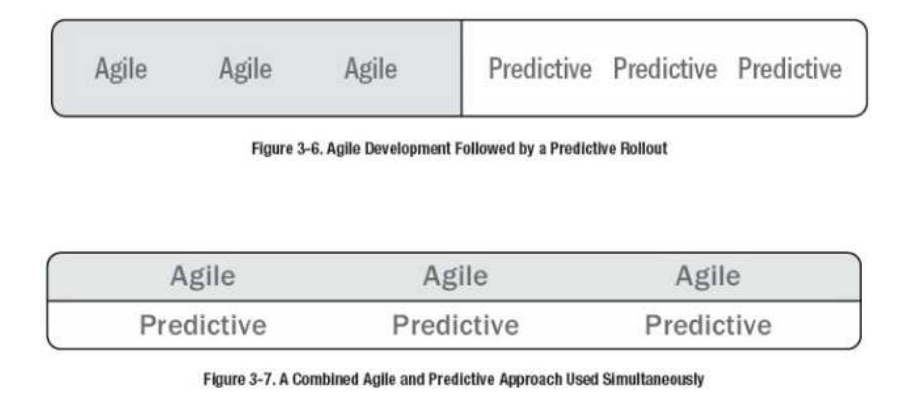 Agile Agile Agile Predictive Predictive Predictive
Figure 3-6. Agile Development Followed by a Predictive Rollout
Agile Agile Agile
Predictive Predictive Predictive
Figure 3-7. A Combined Agile and Predictive Approach Used Simultaneously